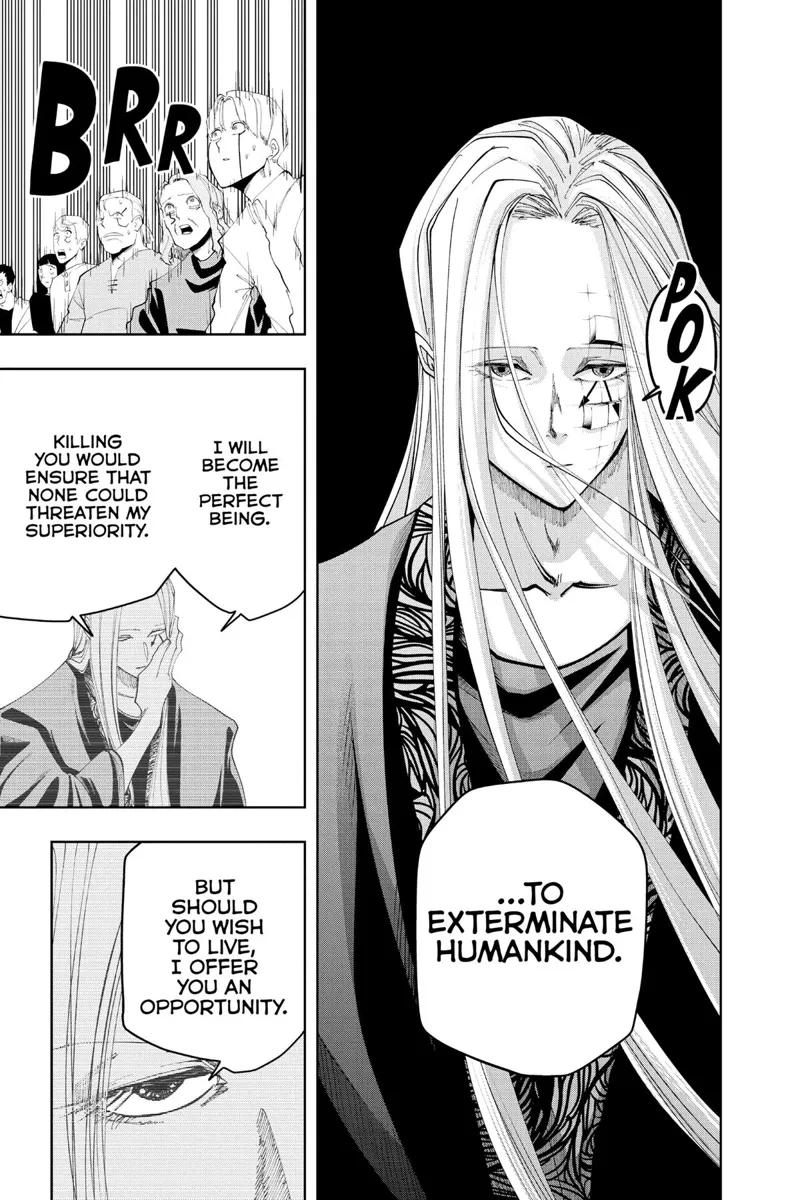 POK
...TO
EXTERMINATE
HUMANKIND.
BRR
I WILL
BECOME
THE
PERFECT
BEING.
KILLING
YOU WOULD
ENSURE THAT
NONE COULD
THREATEN MY
SUPERIORITY.
BUT
SHOULD
YOU WISH
TO LIVE,
I OFFER
YOU AN
OPPORTUNITY.